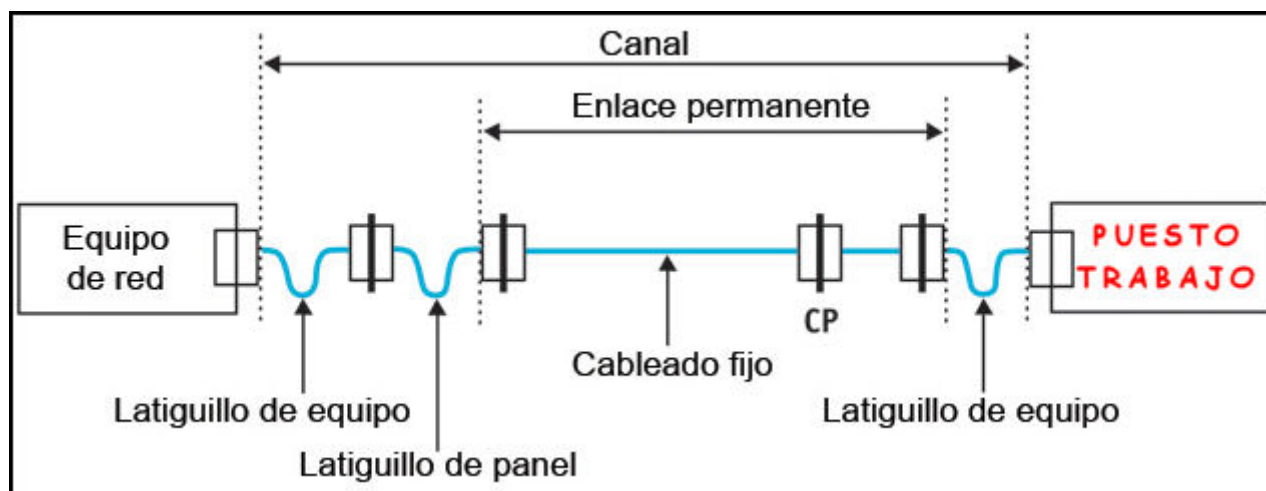 Canal
Enlace permanente
Equipo
de red
PUESTO
TRABAJO
CP
Cableado fijo
Latiguillo de equipo
Latiguillo de equipo
Latiguillo de panel